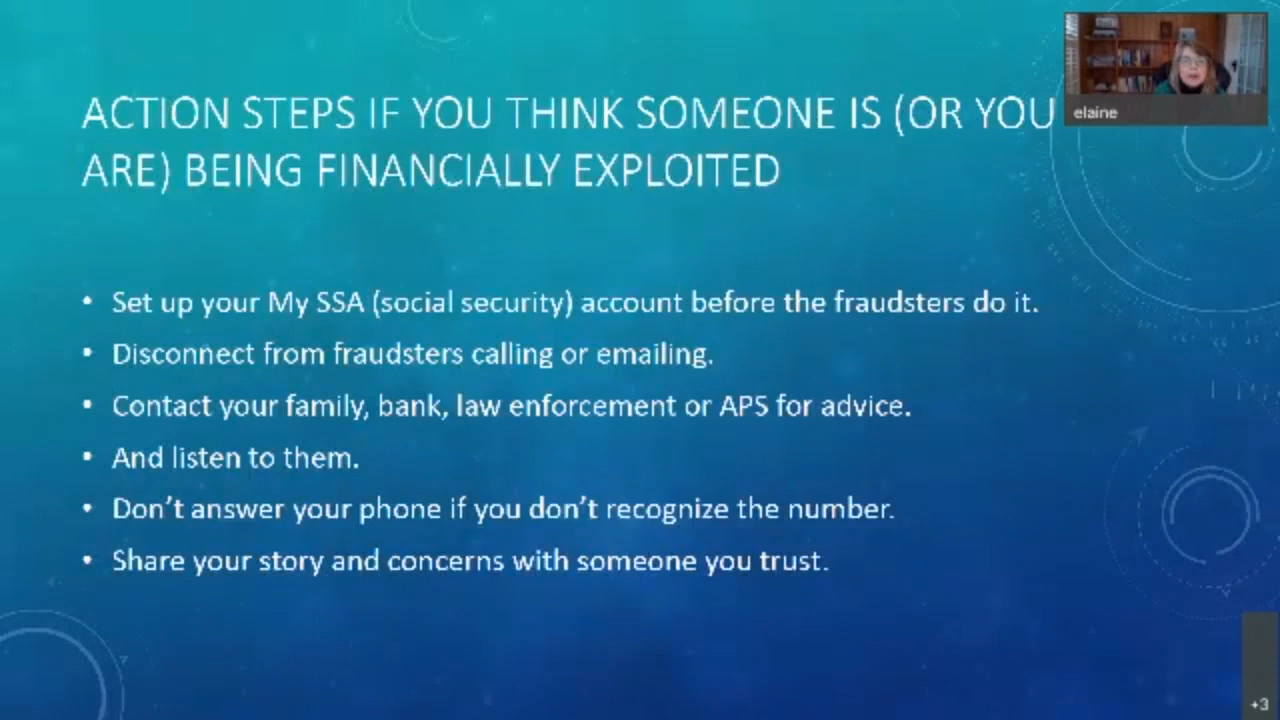 ACTION STEPS IF YOU THINK SOMEONE IS (OR YOU
ARE) BEING FINANCIALLY EXPLOITED
elaine
• Set up your My SSA (social security) account before the fraudsters do it.
• Disconnect from fraudsters calling or emailing.
• Contact your family, bank, law enforcement or APS for advice.
• And listen to them.
• Don't answer your phone if you don't recognize the number.
• Share your story and concerns with someone you trust.
+3